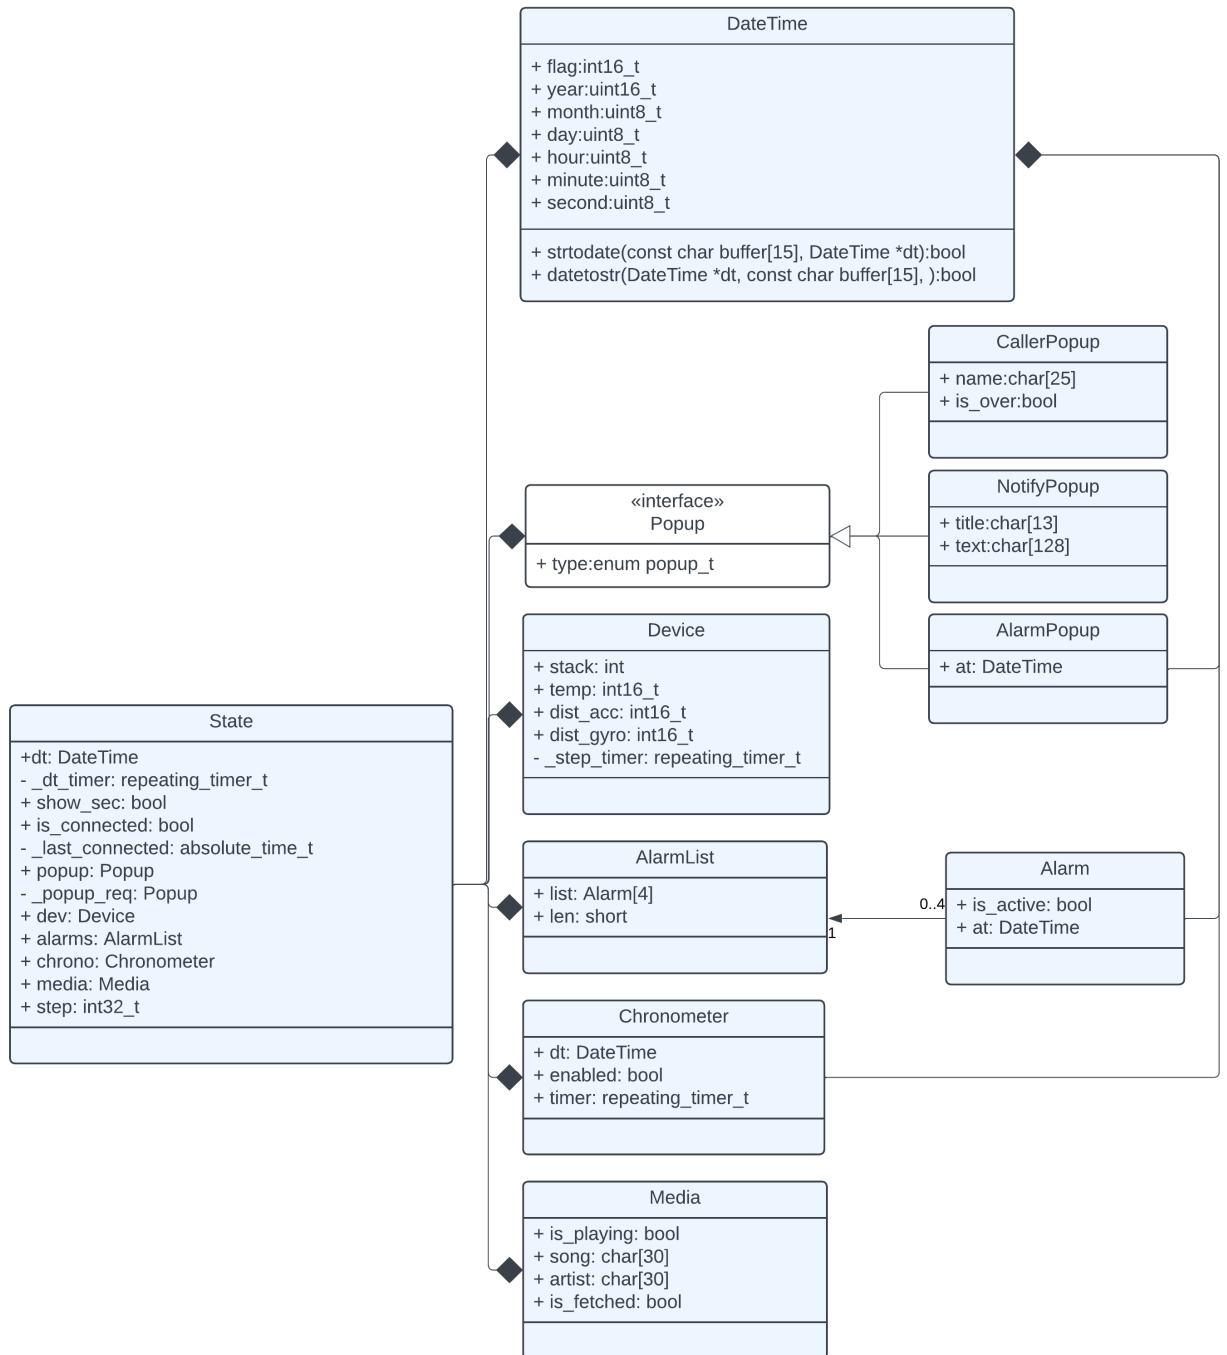 DateTime
+ flag:int16_t
+ year:uint16_t
+ month:uint8_t
+ day:uint8_t
+ hour:uint8_t
+ minute:uint8_t
+ second:uint8_t
+ strtodate(const char buffer[15], DateTime *dt):bool
+ datetostr(DateTime *dt, const char buffer[15], ):bool
CallerPopup
+ name:char[25]
+ is_over:bool
«interface»
Popup
+ type:enum popup_t
NotifyPopup
+ title:char[13]
+ text:char[128]
AlarmPopup
+ at: DateTime
Device
+ stack: int
+ temp: int16_t
+ dist_acc: int16_t
+ dist_gyro: int16_t
- _step_timer: repeating_timer_t
State
+dt: DateTime
- _dt_timer: repeating_timer_t
+ show_sec: bool
+ is_connected: bool
- _last_connected: absolute_time_t
+ popup: Popup
- _popup_req: Popup
+ dev: Device
+ alarms: AlarmList
+ chrono: Chronometer
+ media: Media
+ step: int32_t
AlarmList
+ list: Alarm[4]
+ len: short
1
0..4
Alarm
+ is_active: bool
+ at: DateTime
Chronometer
+ dt: DateTime
+ enabled: bool
+ timer: repeating_timer_t
Media
+ is_playing: bool
+ song: char[30]
+ artist: char[30]
+ is_fetched: bool